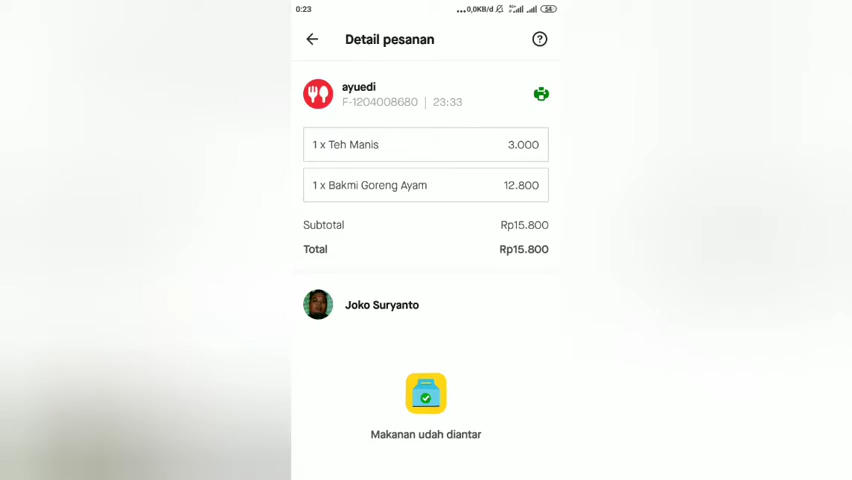 0:23
...0,0KB/d
54
Detail pesanan
ayuedi
F-1204008680 | 23:33
1 x Teh Manis 3.000
1 x Bakmi Goreng Ayam 12.800
Subtotal Rp15.800
Total Rp15.800
Joko Suryanto
Makanan udah diantar